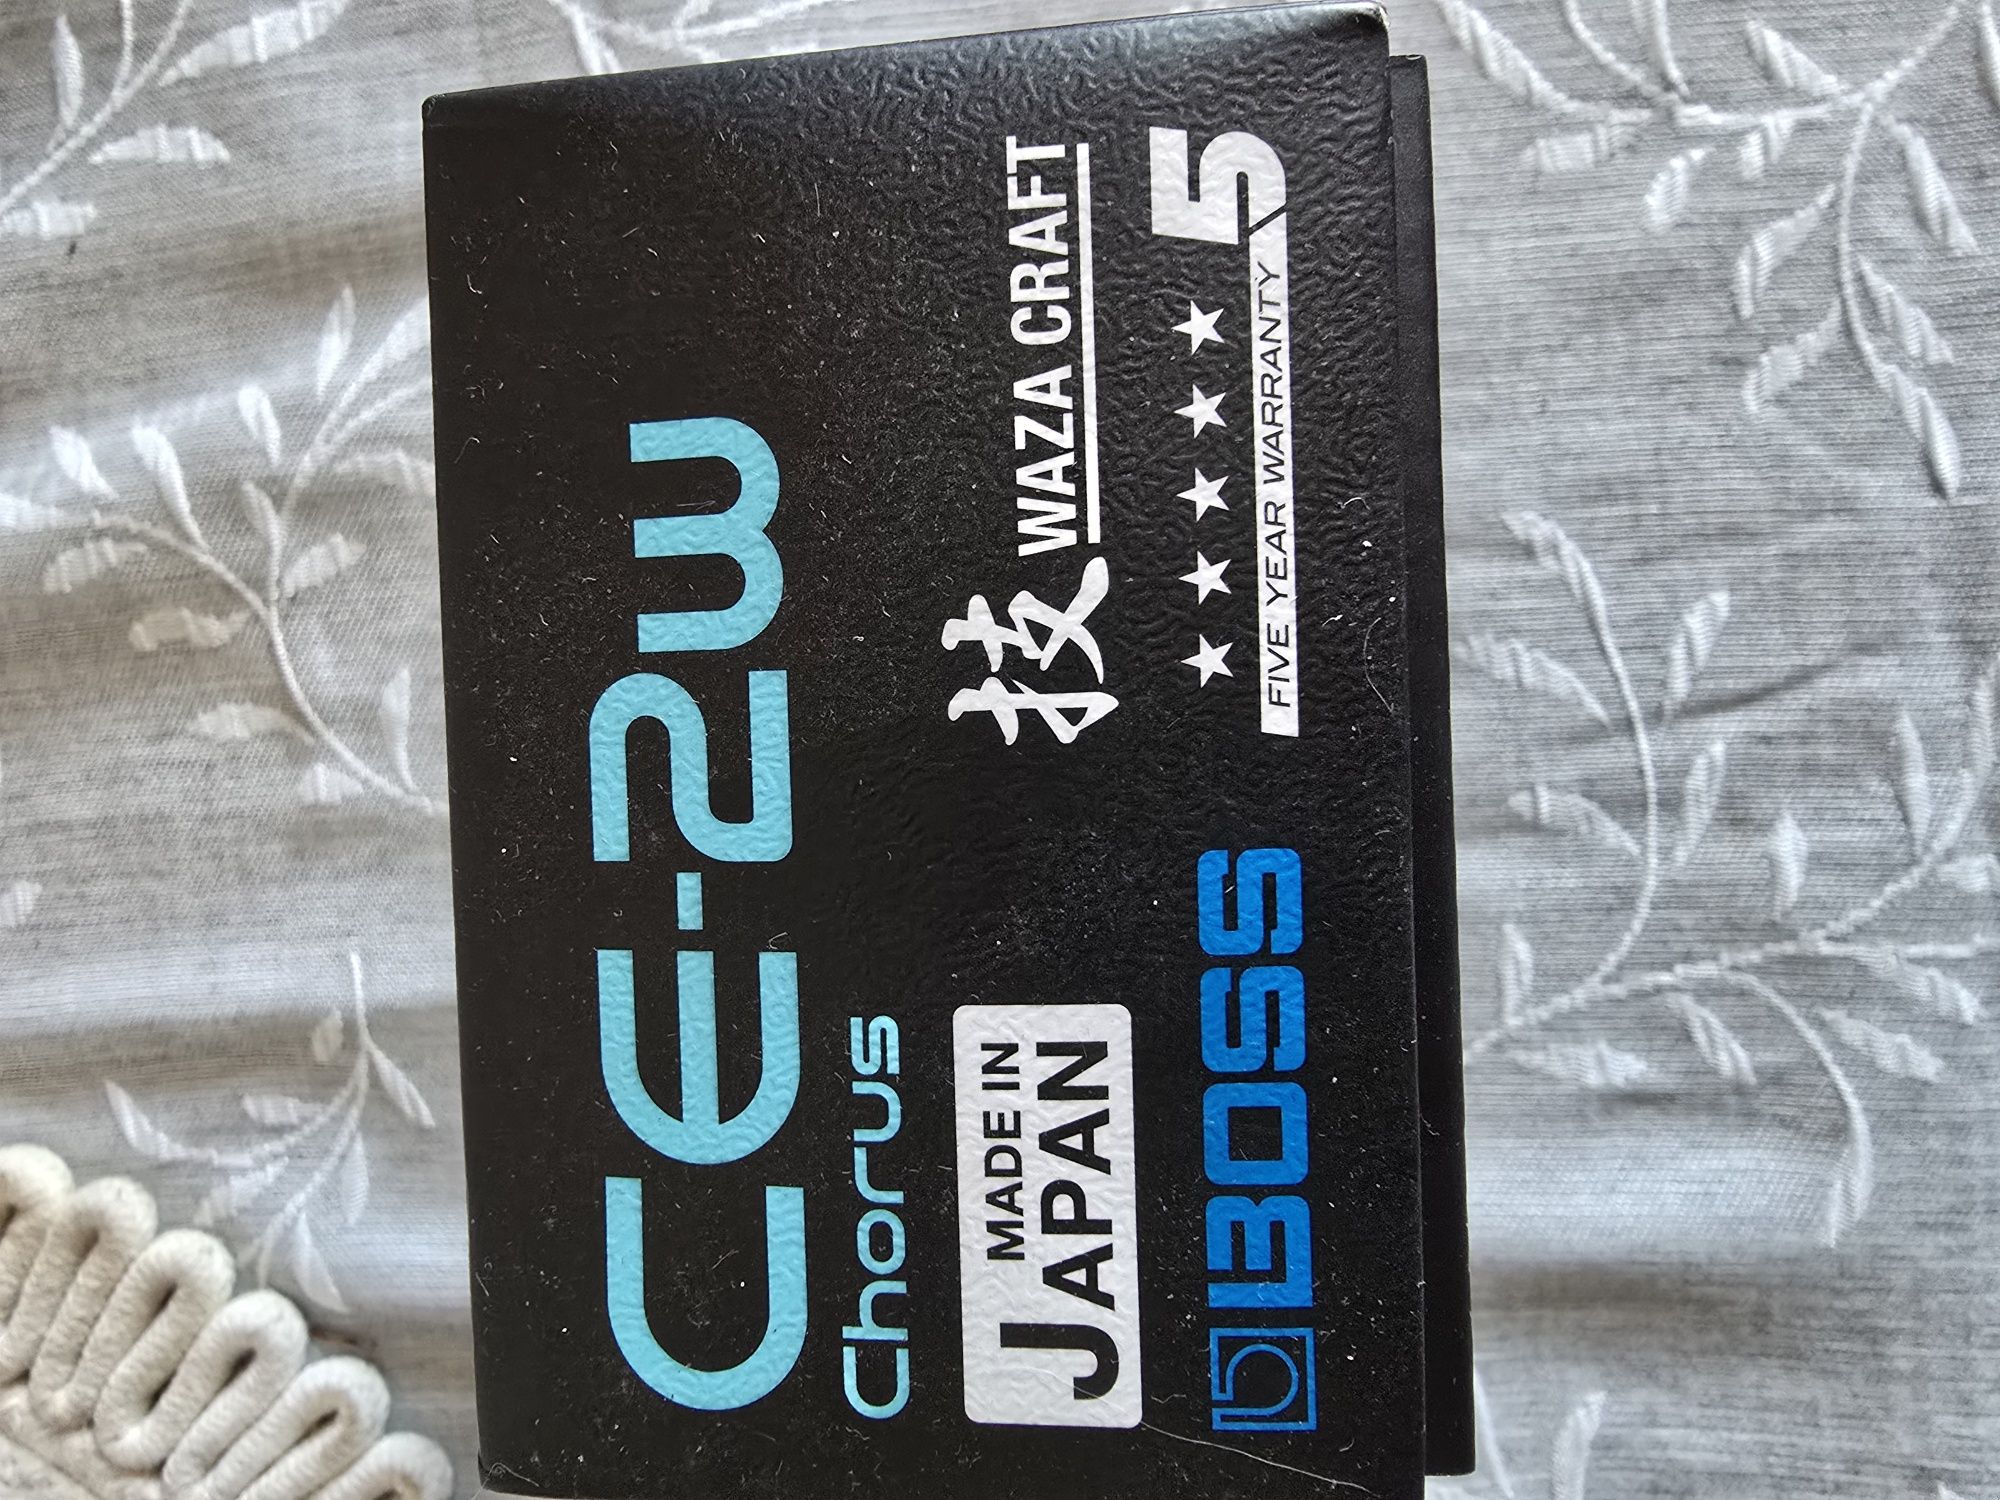 CE-2W
Chorus
MADE IN
JAPAN
技 WAZA CRAFT
BOSS
5
FIVE YEAR WARRANTY